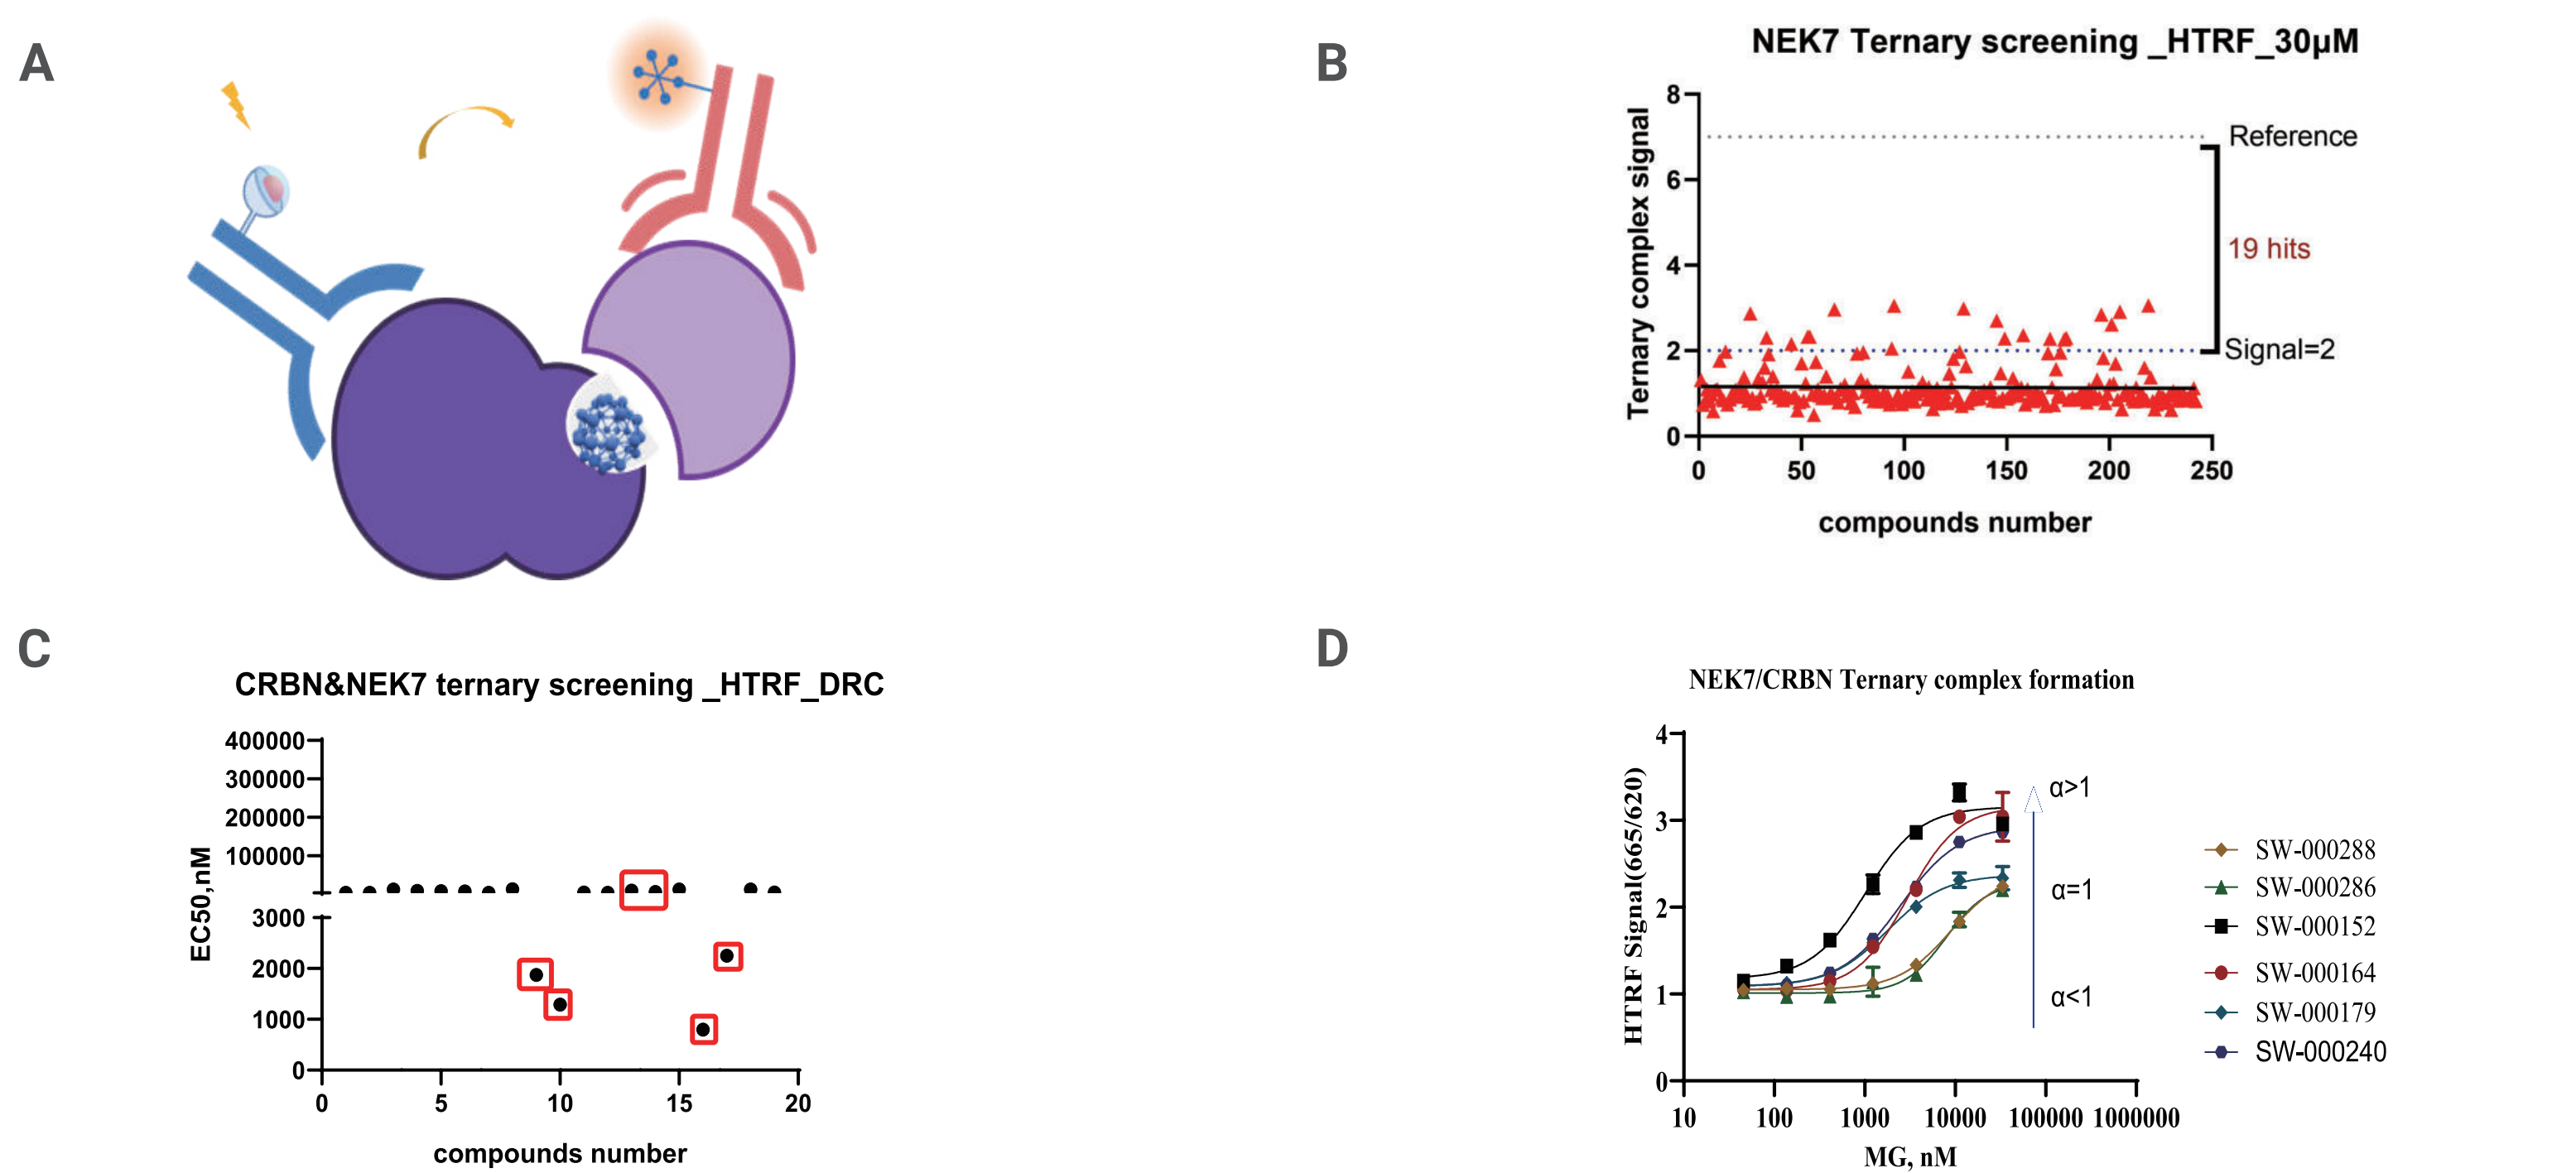 A
B
NEK7 Ternary screening _HTRF_30μM
Ternary complex signal
8
6
4
2
0
0 50 100 150 200 250
compounds number
Reference
19 hits
Signal=2
C
CRBN&NEK7 ternary screening _HTRF_DRC
EC50,nM
400000
300000
200000
100000
3000
2000
1000
0
0 5 10 15 20
compounds number
D
NEK7/CRBN Ternary complex formation
HTRF Signal(665/620)
4
3
2
1
0
10 100 1000 10000 100000 1000000
MG, nM
α>1
α=1
α<1
SW-000288
SW-000286
SW-000152
SW-000164
SW-000179
SW-000240